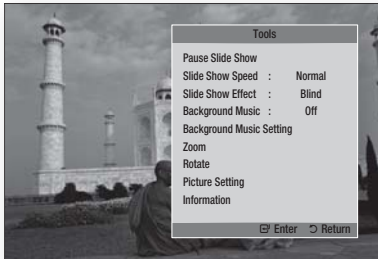 Tools
Pause Slide Show
Slide Show Speed : Normal
Slide Show Effect : Blind
Background Music : Off
Background Music Setting
Zoom
Rotate
Picture Setting
Information
Enter Return